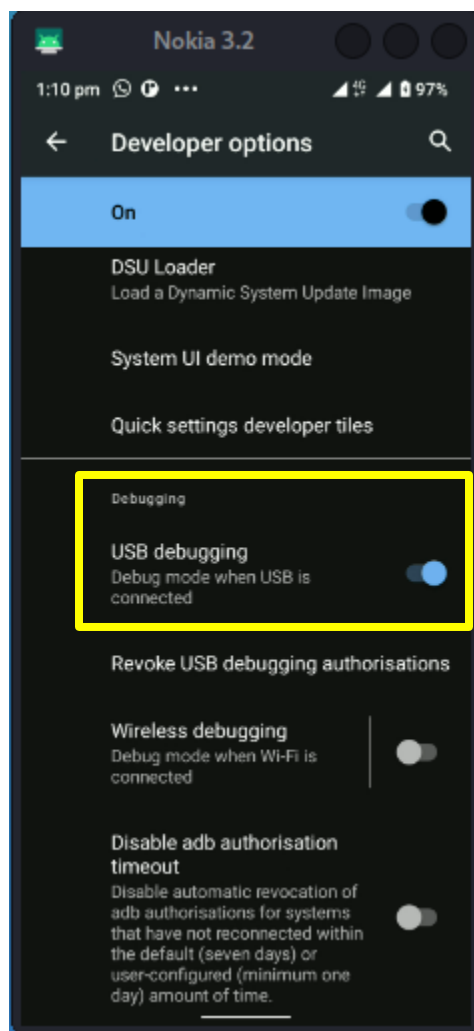 Nokia 3.2
1:10 pm ... 4G 97%
Developer options
On
DSU Loader
Load a Dynamic System Update Image
System UI demo mode
Quick settings developer tiles
Debugging
USB debugging
Debug mode when USB is
connected
Revoke USB debugging authorisations
Wireless debugging
Debug mode when Wi-Fi is
connected
Disable adb authorisation
timeout
Disable automatic revocation of
adb authorisations for systems
that have not reconnected within
the default (seven days) or
user-configured (minimum one
day) amount of time.